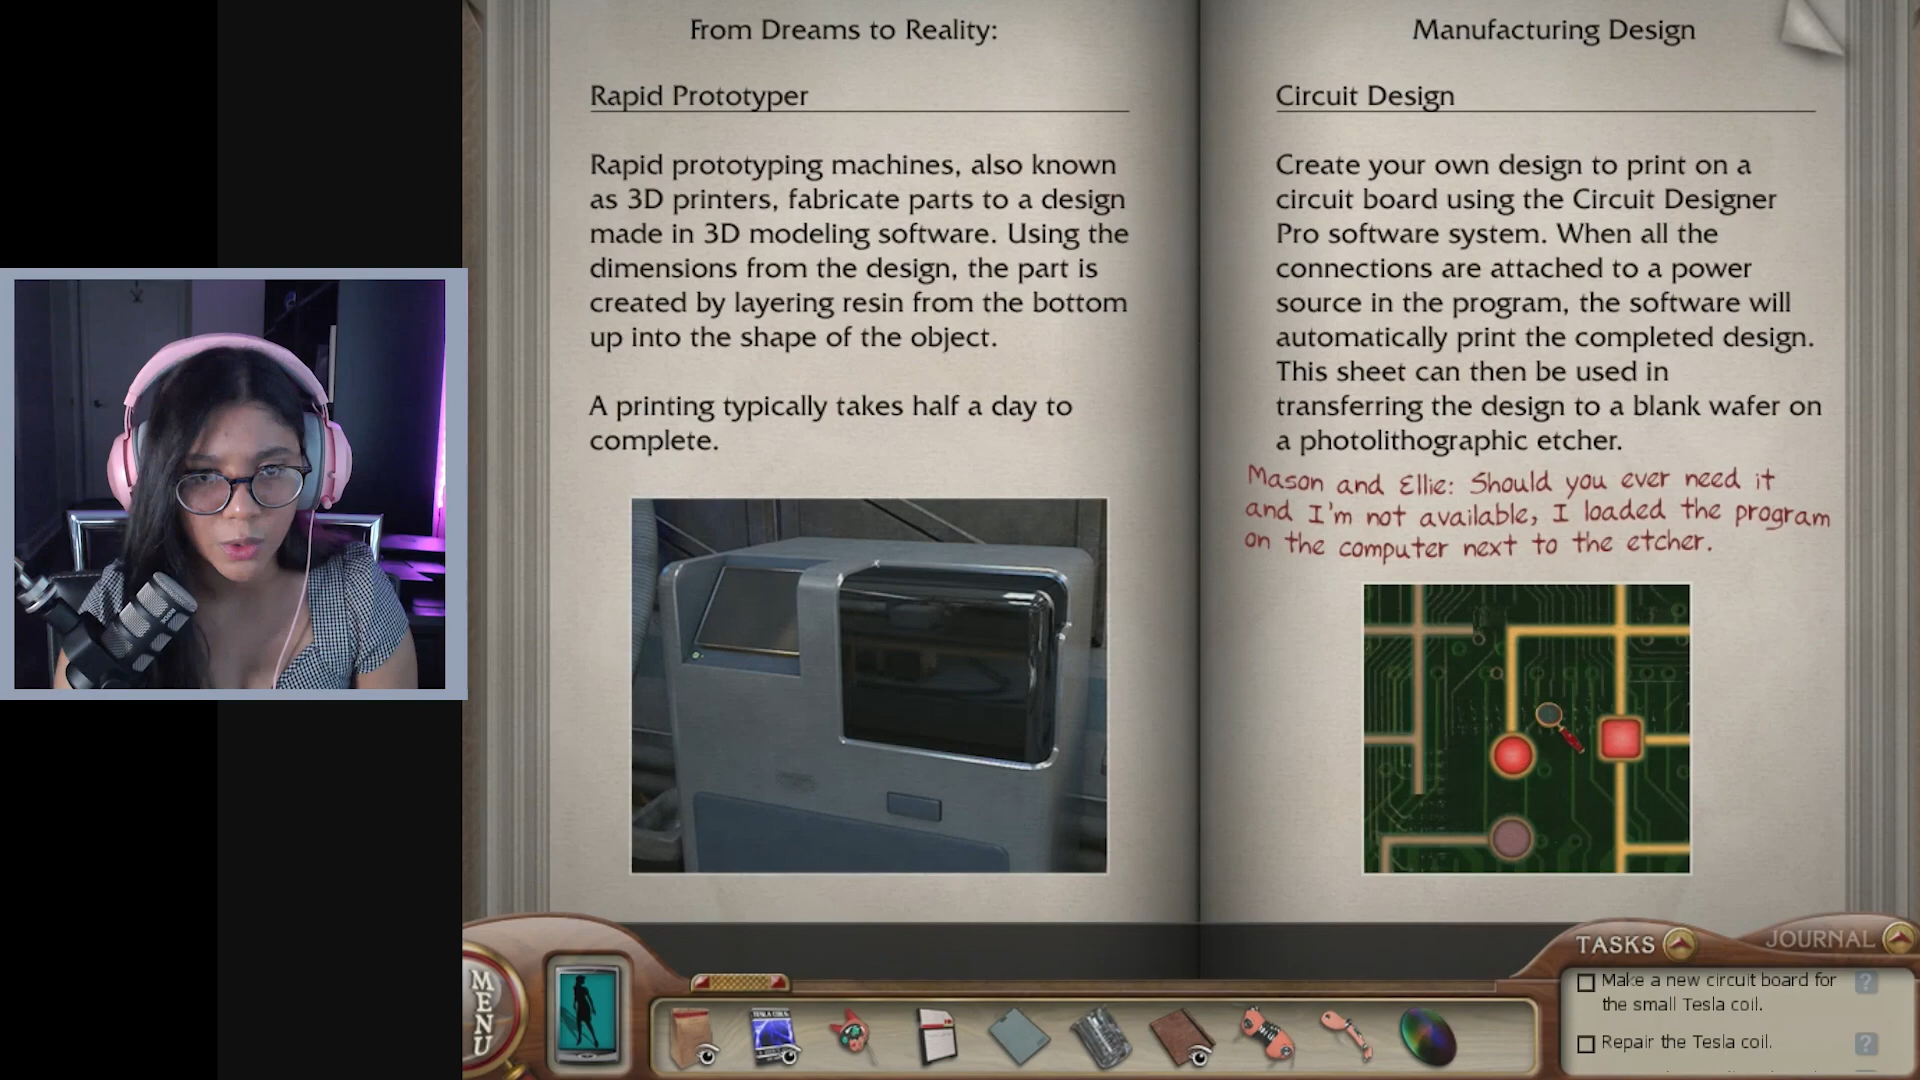 From Dreams to Reality:
Rapid Prototyper
Rapid prototyping machines, also known
as 3D printers, fabricate parts to a design
made in 3D modeling software. Using the
dimensions from the design, the part is
created by layering resin from the bottom
up into the shape of the object.
A printing typically takes half a day to
complete.
Manufacturing Design
Circuit Design
Create your own design to print on a
circuit board using the Circuit Designer
Pro software system. When all the
connections are attached to a power
source in the program, the software will
automatically print the completed design.
This sheet can then be used in
transferring the design to a blank wafer on
a photolithographic etcher.
Mason and Ellie: Should you ever need it
and I'm not available, I loaded the program
on the computer next to the etcher.
MENU
TESLA COILS
TASKS
JOURNAL
Make a new circuit board for ?
the small Tesla coil.
Repair the Tesla coil. ?